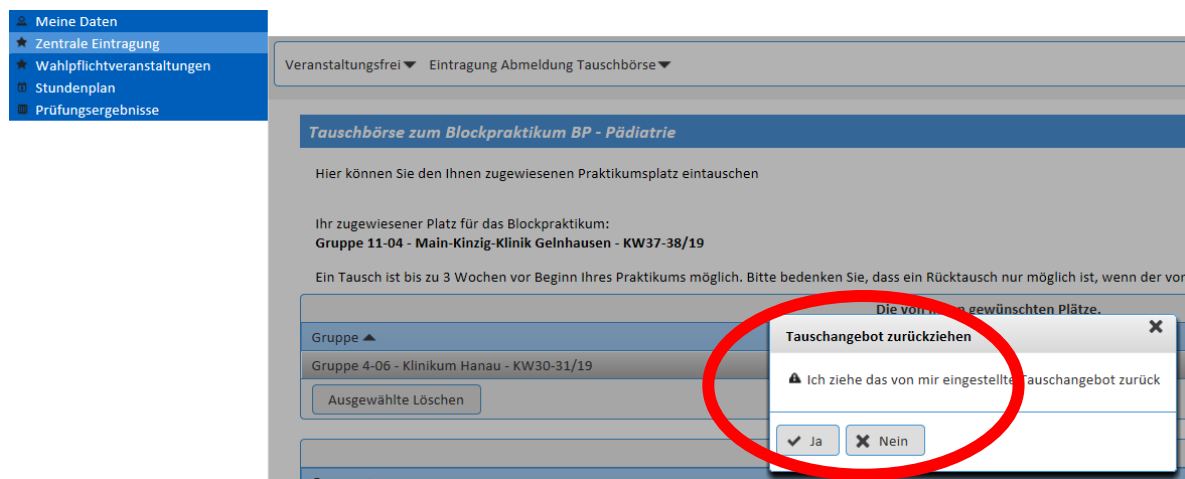 Meine Daten
Zentrale Eintragung
Wahlpflichtveranstaltungen
Stundenplan
Prüfungsergebnisse
Veranstaltungsfrei Eintragung Abmeldung Tauschbörse
Tauschbörse zum Blockpraktikum BP - Pädiatrie
Hier können Sie den Ihnen zugewiesenen Praktikumsplatz eintauschen
Ihr zugewiesener Platz für das Blockpraktikum:
Gruppe 11-04 - Main-Kinzig-Klinik Gelnhausen - KW37-38/19
Ein Tausch ist bis zu 3 Wochen vor Beginn Ihres Praktikums möglich. Bitte bedenken Sie, dass ein Rücktausch nur möglich ist, wenn der vor
Die von gewünschten Plätze.
Gruppe
Gruppe 4-06 - Klinikum Hanau - KW30-31/19
Ausgewählte Löschen
Tauschangebot zurückziehen
Ich ziehe das von mir eingestellte Tauschangebot zurück
Ja Nein